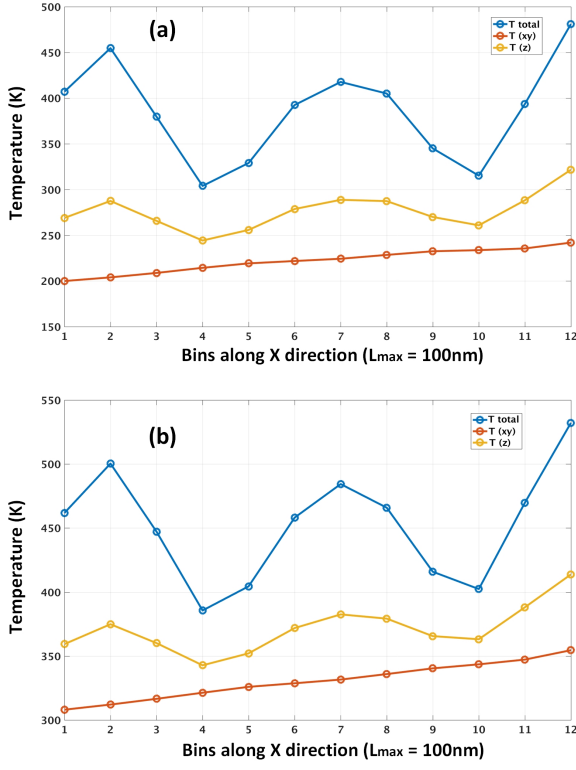 (a)
T total
T (xy)
T (z)
500
450
400
350
300
250
200
150
Temperature (K)
1 2 3 4 5 6 7 8 9 10 11 12
Bins along X direction (Lmax = 100nm)
(b)
T total
T (xy)
T (z)
550
500
450
400
350
300
Temperature (K)
1 2 3 4 5 6 7 8 9 10 11 12
Bins along X direction (Lmax = 100nm)